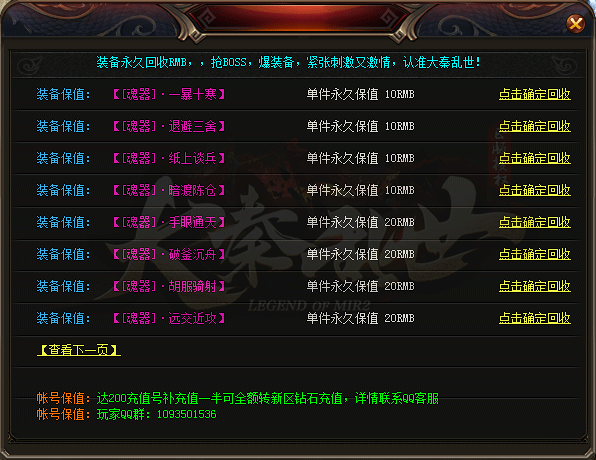 装备永久回收RMB，，抢BOSS，爆装备，紧张刺激又激情，认准大秦乱世！
装备保值： 【[魂器]·一暴十寒】 单件永久保值 10RMB 点击确定回收
装备保值： 【[魂器]·退避三舍】 单件永久保值 10RMB 点击确定回收
装备保值： 【[魂器]·纸上谈兵】 单件永久保值 10RMB 点击确定回收
装备保值： 【[魂器]·暗渡陈仓】 单件永久保值 10RMB 点击确定回收
装备保值： 【[魂器]·手眼通天】 单件永久保值 20RMB 点击确定回收
装备保值： 【[魂器]·破釜沉舟】 单件永久保值 20RMB 点击确定回收
装备保值： 【[魂器]·胡服骑射】 单件永久保值 20RMB 点击确定回收
装备保值： 【[魂器]·远交近攻】 单件永久保值 20RMB 点击确定回收
大秦乱世
LEGEND OF MIR2
【查看下一页】
帐号保值：达200充值号补充值一半可全额转新区钻石充值，详情联系QQ客服
帐号保值：玩家QQ群：1093501536